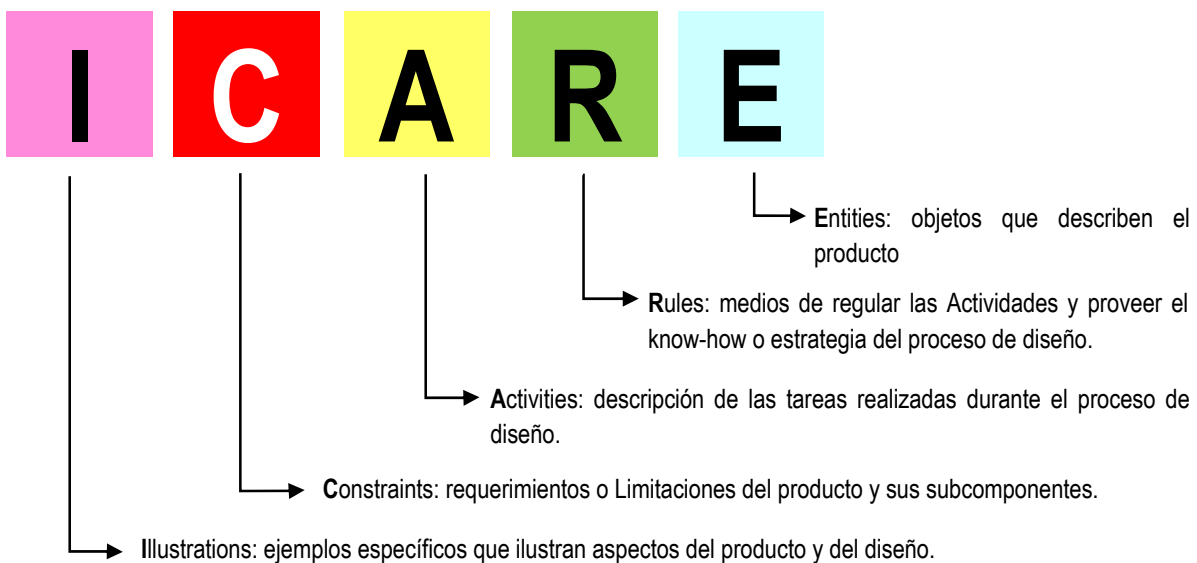 I C A R E
Entities: objetos que describen el
producto
Rules: medios de regular las Actividades y proveer el
know-how o estrategia del proceso de diseño.
Activities: descripción de las tareas realizadas durante el proceso de
diseño.
Constraints: requerimientos o Limitaciones del producto y sus subcomponentes.
Illustrations: ejemplos específicos que ilustran aspectos del producto y del diseño.